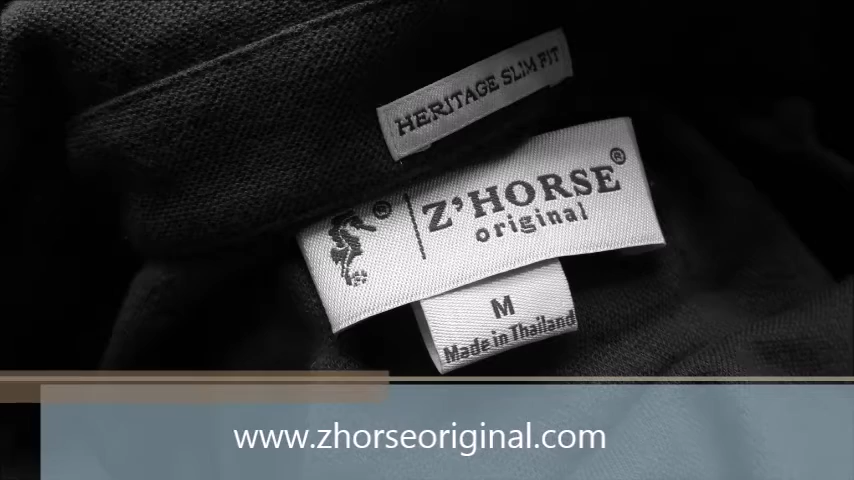 HERITAGE SLIM FIT
®
Z'HORSE®
original
M
Made in Thailand
www.zhorseoriginal.com